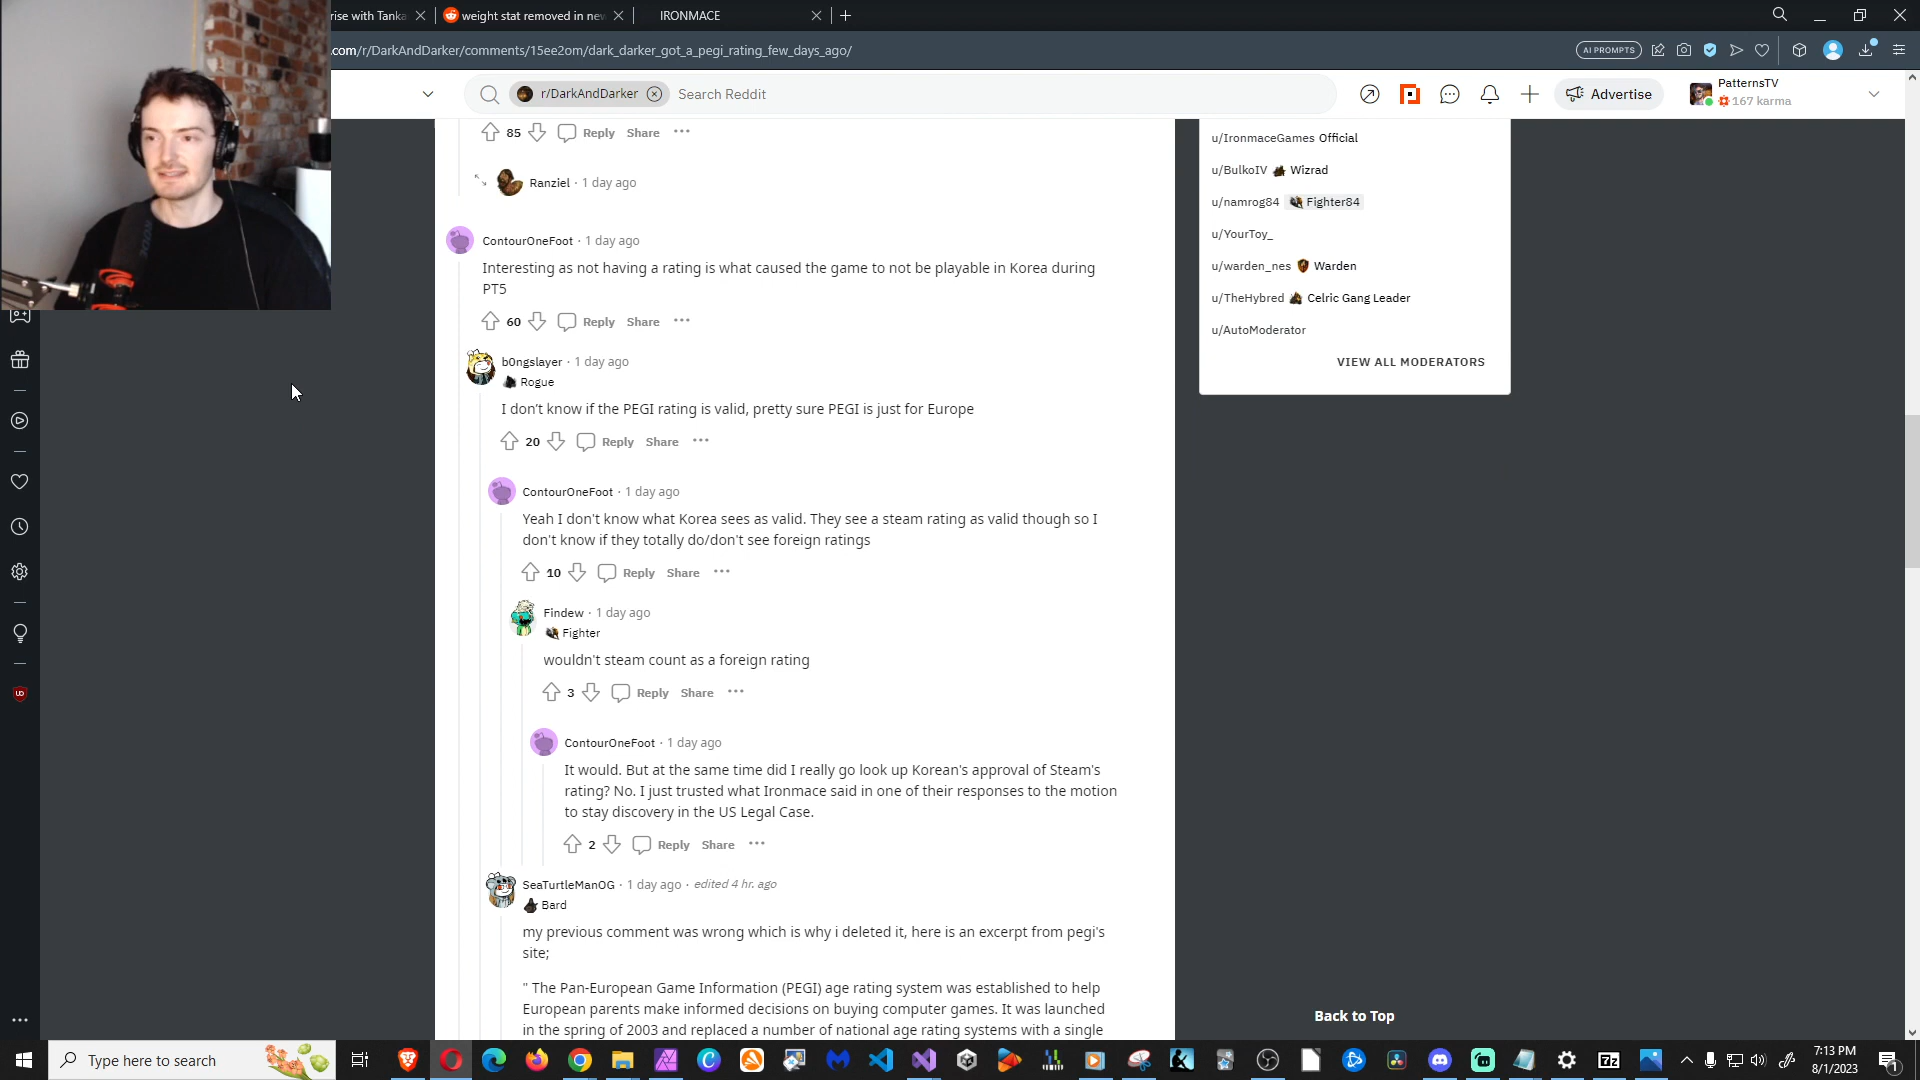 rise with Tanka
weight stat removed in new
IRONMACE
.com/r/DarkAndDarker/comments/15ee2om/dark_darker_got_a_pegi_rating_few_days_ago/
AI PROMPTS
r/DarkAndDarker
Search Reddit
Advertise
PatternsTV
167 karma
85 Reply Share
Ranziel · 1 day ago
ContourOneFoot · 1 day ago
Interesting as not having a rating is what caused the game to not be playable in Korea during
PT5
60 Reply Share
b0ngslayer · 1 day ago
Rogue
I don't know if the PEGI rating is valid, pretty sure PEGI is just for Europe
20 Reply Share
ContourOneFoot · 1 day ago
Yeah I don't know what Korea sees as valid. They see a steam rating as valid though so I
don't know if they totally do/don't see foreign ratings
10 Reply Share
Findew · 1 day ago
Fighter
wouldn't steam count as a foreign rating
3 Reply Share
ContourOneFoot · 1 day ago
It would. But at the same time did I really go look up Korean's approval of Steam's
rating? No. I just trusted what Ironmace said in one of their responses to the motion
to stay discovery in the US Legal Case.
2 Reply Share
SeaTurtleManOG · 1 day ago · edited 4 hr. ago
Bard
my previous comment was wrong which is why i deleted it, here is an excerpt from pegi's
site;
" The Pan-European Game Information (PEGI) age rating system was established to help
European parents make informed decisions on buying computer games. It was launched
in the spring of 2003 and replaced a number of national age rating systems with a single
u/IronmaceGames Official
u/BulkoIV Wizrad
u/namrog84 Fighter84
u/YourToy_
u/warden_nes Warden
u/TheHybred Celric Gang Leader
u/AutoModerator
VIEW ALL MODERATORS
Back to Top
Type here to search
7:13 PM
8/1/2023
1